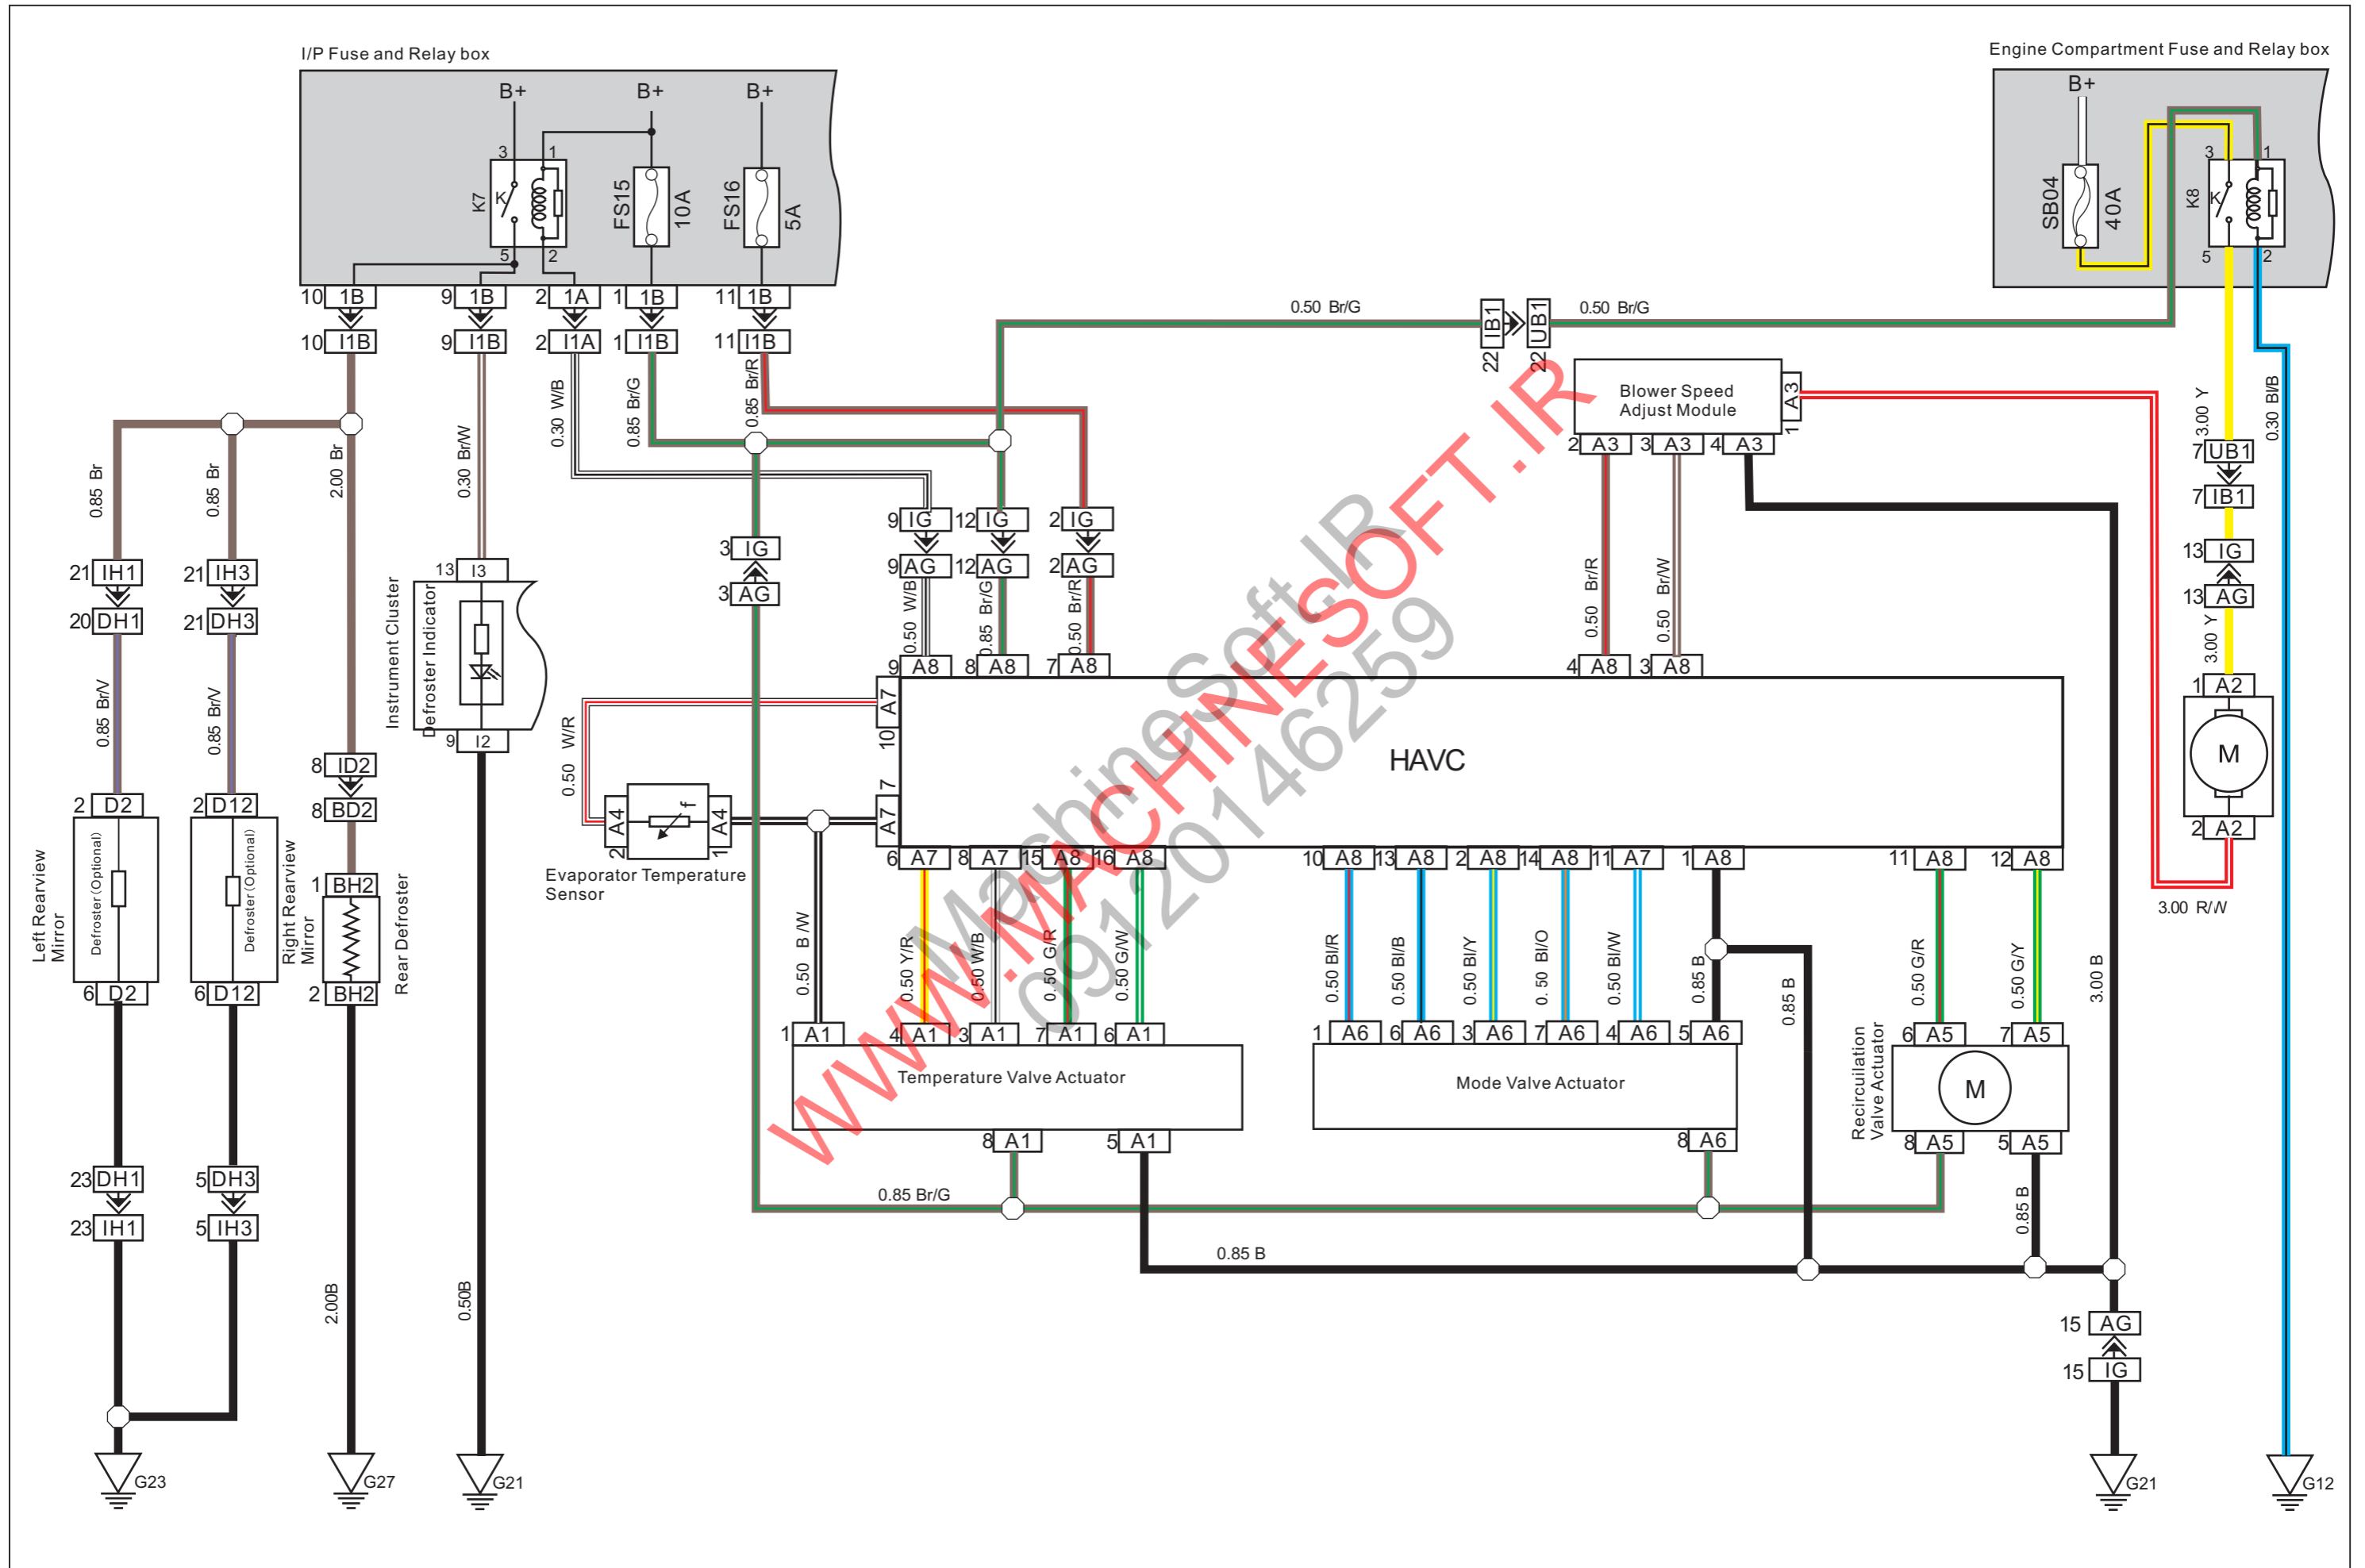 I/P Fuse and Relay box
Engine Compartment Fuse and Relay box
B+ B+ B+
B+
3 1
K7 K
5 2
FS15 10A
FS16 5A
SB04 40A
3 1
K8 K
5 2
10 1B 9 1B 2 1A 1 1B 11 1B
10 I1B 9 I1B 2 I1A 1 I1B 11 I1B
0.50 Br/G
22 IB1
22 UB1
0.50 Br/G
0.85 Br
0.85 Br
2.00 Br
0.30 Br/W
0.30 W/B
0.85 Br/G
0.85 Br/R
Blower Speed
Adjust Module
1 A3
2 A3 3 A3 4 A3
3.00 Y
0.30 Bl/B
7 UB1
7 IB1
13 IG
13 AG
3.00 Y
1 A2
M
2 A2
3.00 R/W
9 IG 12 IG 2 IG
9 AG 12 AG 2 AG
3 IG
3 AG
0.50 W/B
0.85 Br/G
0.50 Br/R
0.50 Br/R
0.50 Br/W
9 A8 8 A8 7 A8 4 A8 3 A8
21 IH1 21 IH3
20 DH1 21 DH3
0.85 Br/V
0.85 Br/V
13 I3
Instrument Cluster
Defroster Indicator
9 I2
8 ID2
8 BD2
10 A7
7 A7
HAVC
0.50 W/R
2 A4
f
1 A4
Evaporator Temperature
Sensor
2 D2 2 D12
Left Rearview
Mirror
Defroster(Optional)
Defroster(Optional)
Right Rearview
Mirror
1 BH2
Rear Defroster
2 BH2
6 D2 6 D12
6 A7 8 A7 15 A8 16 A8 10 A8 13 A8 2 A8 14 A8 11 A7 1 A8 11 A8 12 A8
0.50 B /W
0.50 Y/R
0.50 W/B
0.50 G/R
0.50 G/W
0.50 Bl/R
0.50 Bl/B
0.50 Bl/Y
0. 50 Bl/O
0.50 Bl/W
0.85 B
0.85 B
0.50 G/R
0.50 G/Y
3.00 B
1 A1 4 A1 3 A1 7 A1 6 A1
1 A6 6 A6 3 A6 7 A6 4 A6 5 A6
6 A5 7 A5
Temperature Valve Actuator
Mode Valve Actuator
Recircuilation
Valve Actuator
M
8 A1 5 A1 8 A6 8 A5 5 A5
0.85 Br/G
0.85 B
0.85 B
23 DH1 5 DH3
23 IH1 5 IH3
2.00B
0.50B
15 AG
15 IG
G23 G27 G21 G21 G12
MachineSoft.IR
WWW.MACHINESOFT.IR
09120146259